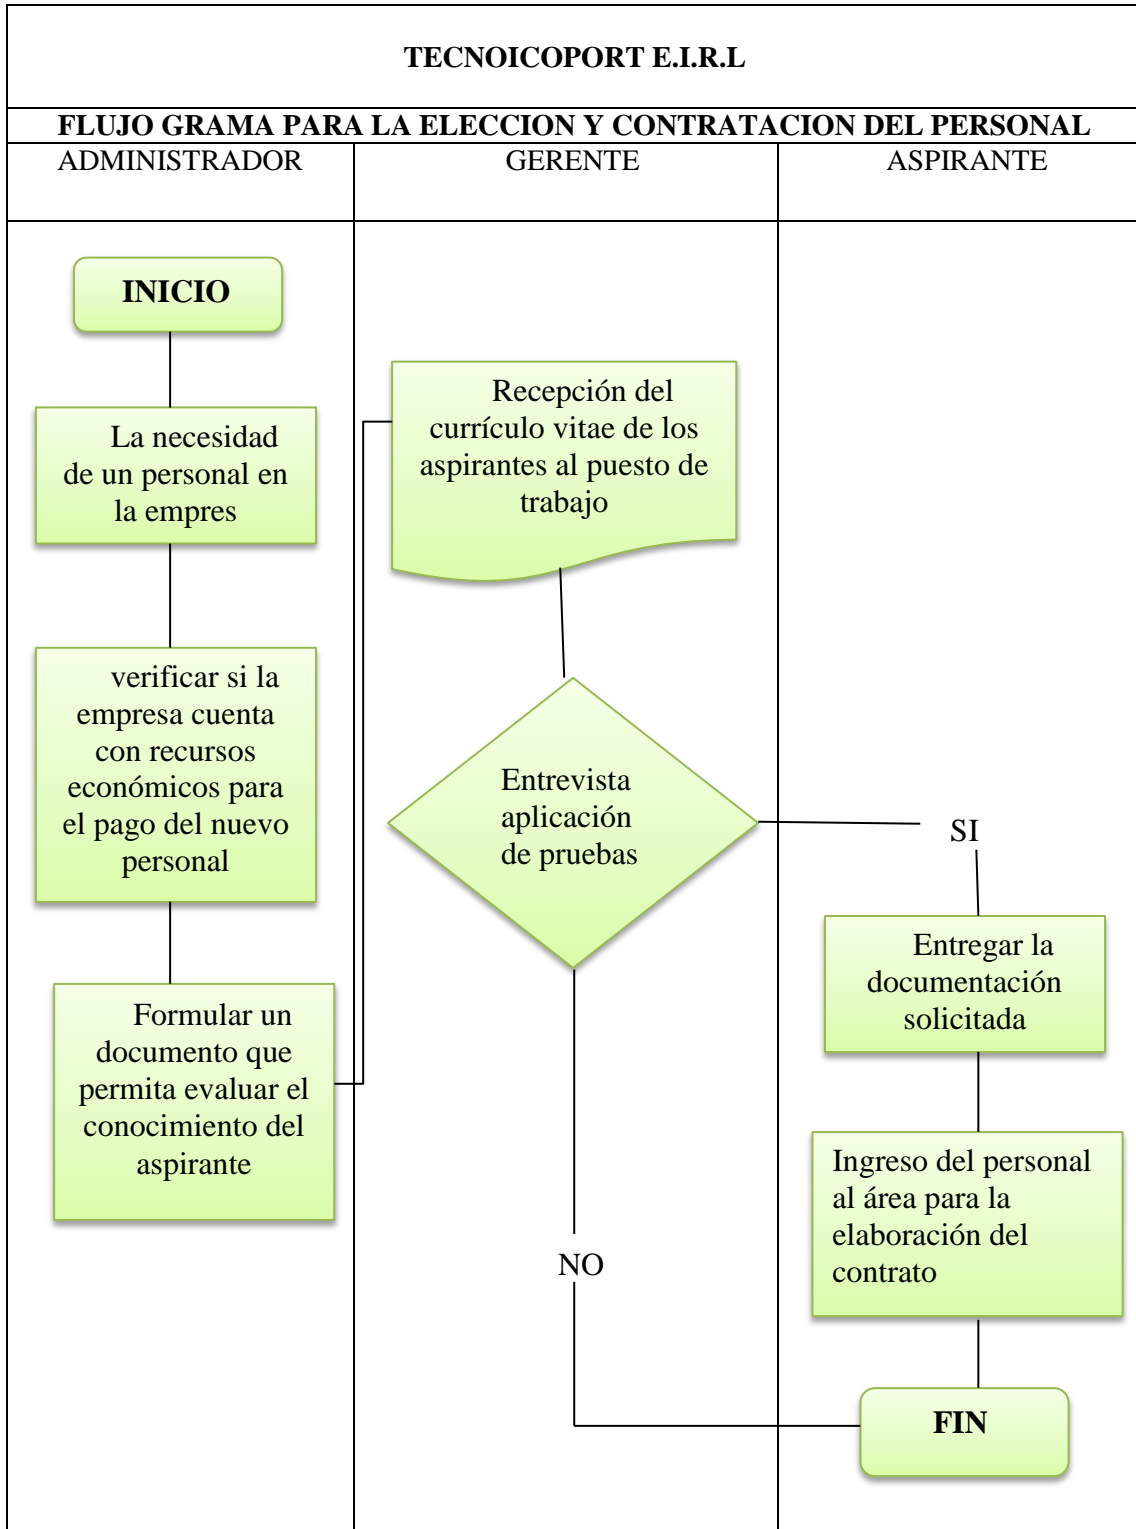 TECNOICOPORT E.I.R.L
FLUJO GRAMA PARA LA ELECCION Y CONTRATACION DEL PERSONAL
ADMINISTRADOR
GERENTE
ASPIRANTE
INICIO
La necesidad
de un personal en
la empres
verificar si la
empresa cuenta
con recursos
económicos para
el pago del nuevo
personal
Formular un
documento que
permita evaluar el
conocimiento del
aspirante
Recepción del
currículo vitae de los
aspirantes al puesto de
trabajo
Entrevista
aplicación
de pruebas
SI
NO
Entregar la
documentación
solicitada
Ingreso del personal
al área para la
elaboración del
contrato
FIN